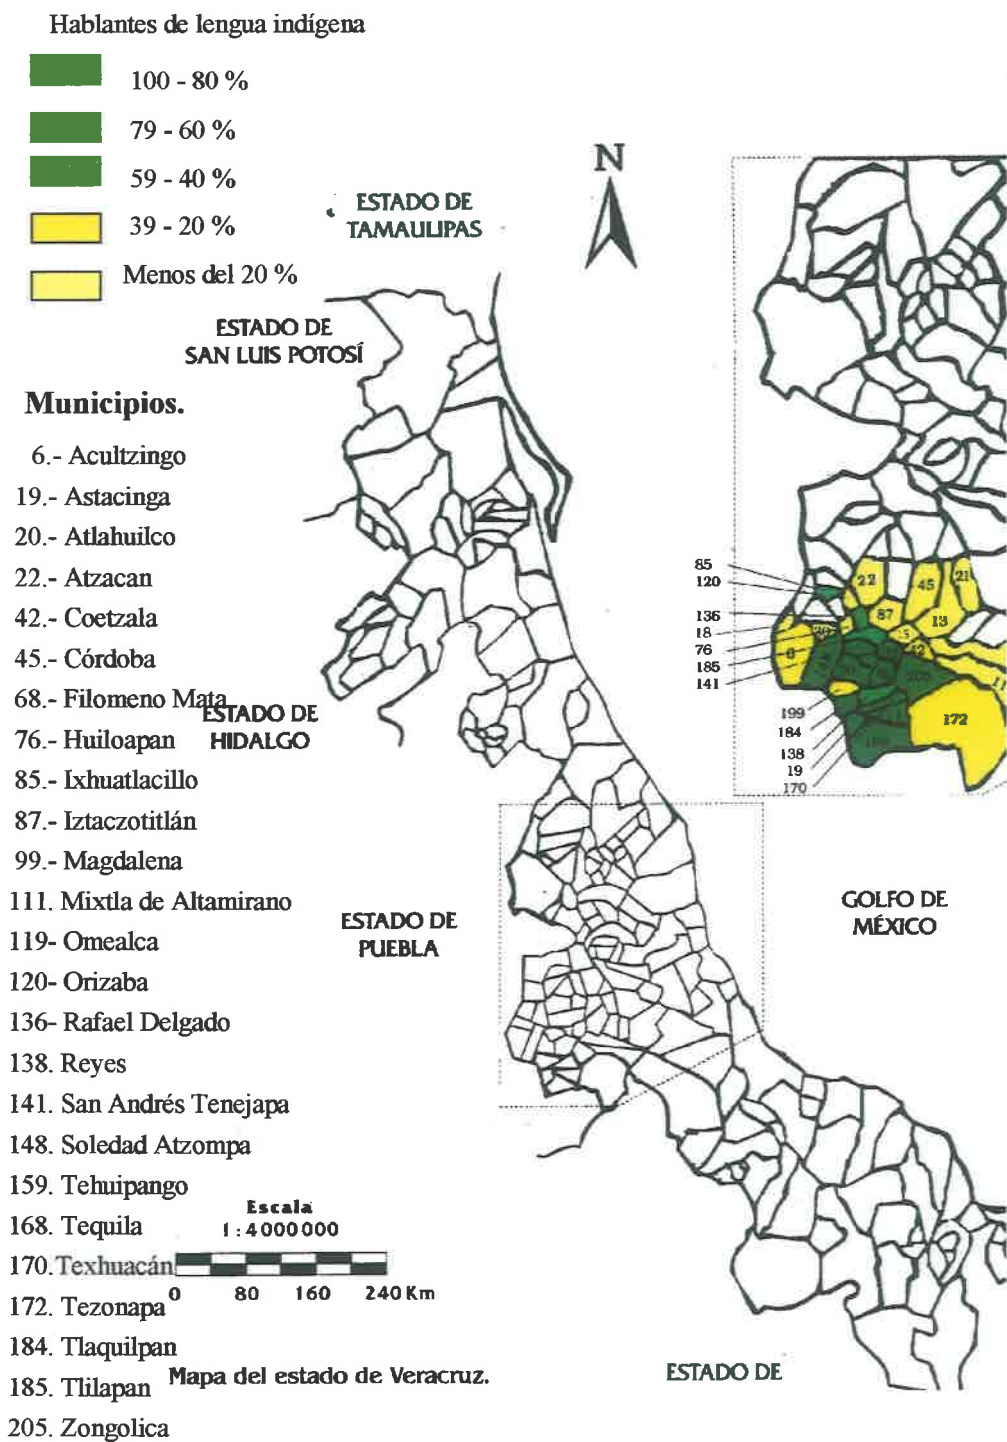 Hablantes de lengua indígena
100 - 80 %
79 - 60 %
59 - 40 %
39 - 20 %
Menos del 20 %
N
ESTADO DE
TAMAULIPAS
ESTADO DE
SAN LUIS POTOSÍ
Municipios.
6.- Acultzingo
19.- Astacinga
20.- Atlahuilco
22.- Atzacan
42.- Coetzala
45.- Córdoba
68.- Filomeno Mata
76.- Huiloapan
85.- Ixhuatlacillo
87.- Iztaczotitlán
99.- Magdalena
111. Mixtla de Altamirano
119- Omealca
120- Orizaba
136- Rafael Delgado
138. Reyes
141. San Andrés Tenejapa
148. Soledad Atzompa
159. Tehuipango
168. Tequila
170. Texhuacán
172. Tezonapa
184. Tlaquilpan
185. Tlilapan
205. Zongolica
ESTADO DE
HIDALGO
ESTADO DE
PUEBLA
GOLFO DE
MÉXICO
85
120
136
18
76
185
141
22
45
21
87
13
172
199
184
138
19
170
Escala
1 : 4 000 000
0 80 160 240 Km
Mapa del estado de Veracruz.
ESTADO DE